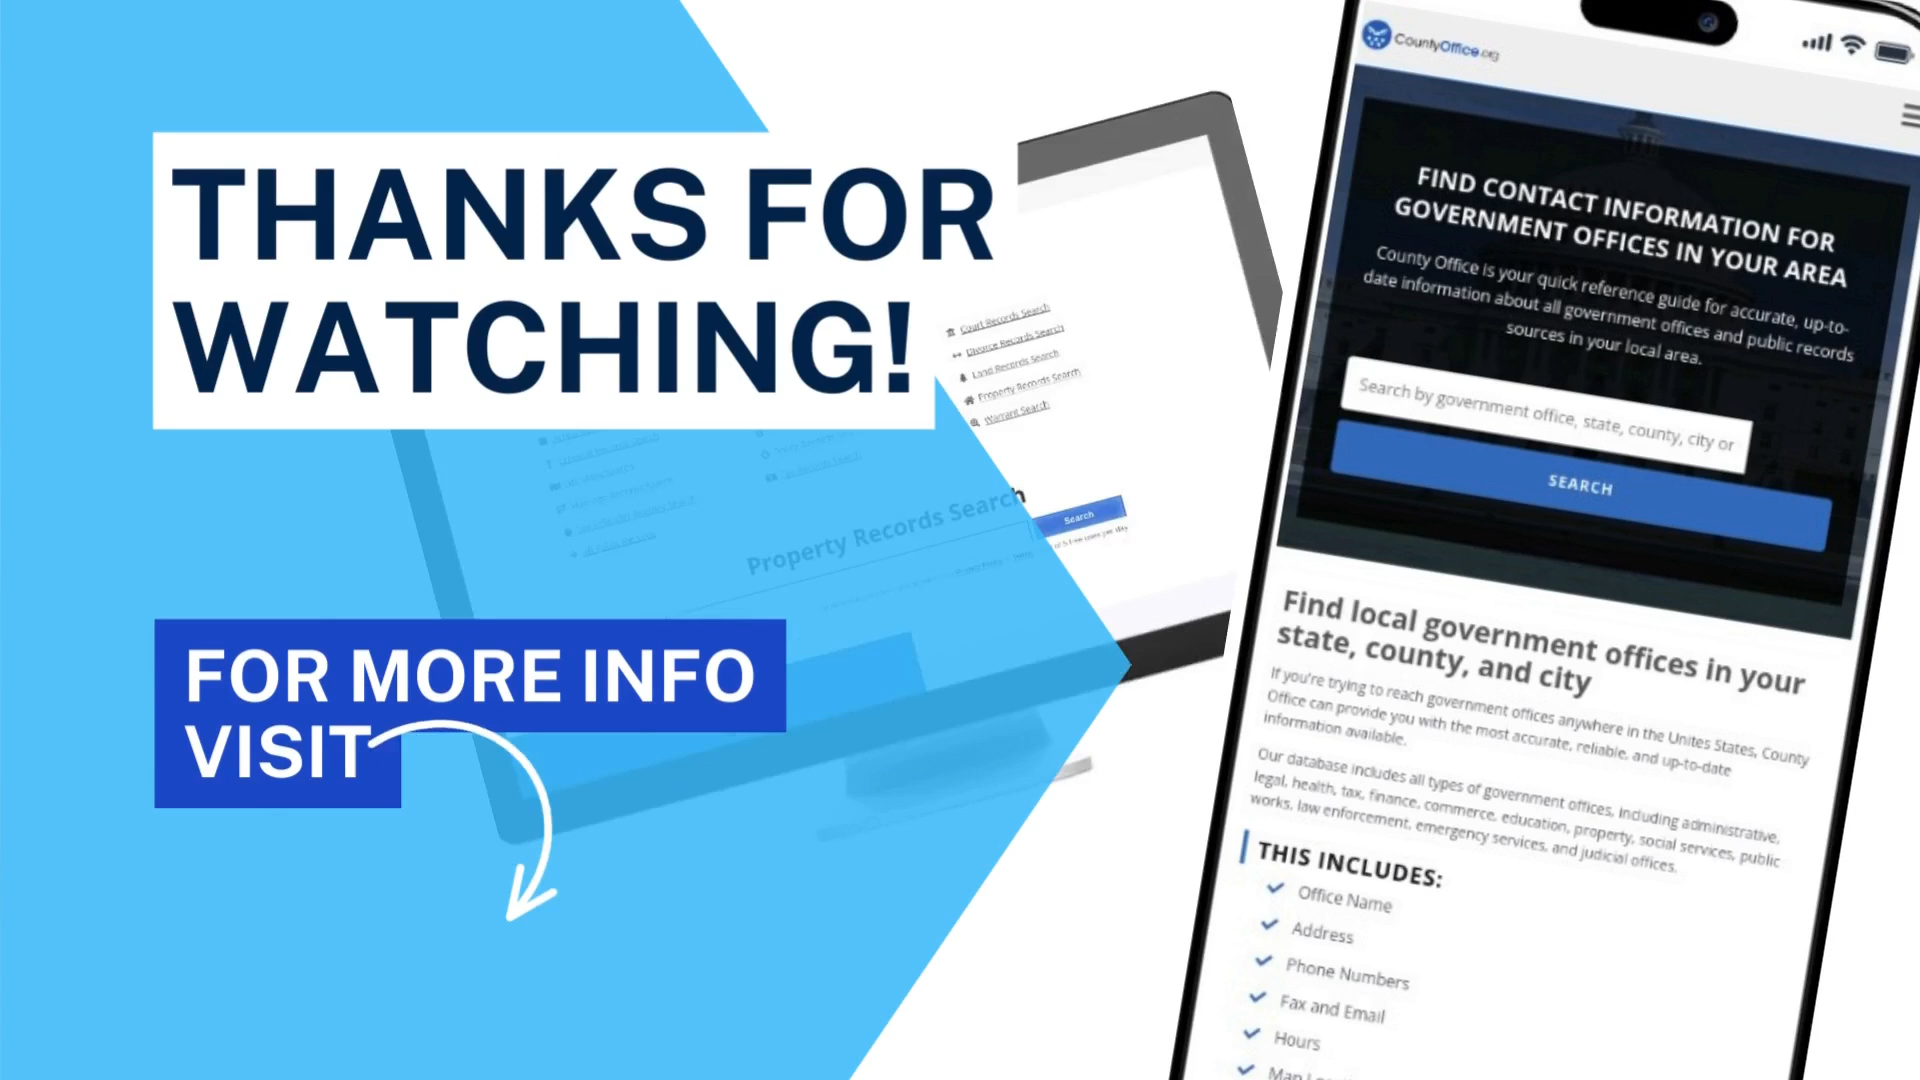 THANKS FOR
WATCHING!
FOR MORE INFO
VISIT
Court Records Search
Divorce Records Search
Land Records Search
Property Records Search
Warrant Search
Property Records Search
Search
CountyOffice.org
FIND CONTACT INFORMATION FOR
GOVERNMENT OFFICES IN YOUR AREA
County Office is your quick reference guide for accurate, up-to-
date information about all government offices and public records
sources in your local area.
Search by government office, state, county, city or
SEARCH
Find local government offices in your
state, county, and city
If you're trying to reach government offices anywhere in the Unites States, County
Office can provide you with the most accurate, reliable, and up-to-date
information available.
Our database includes all types of government offices, including administrative,
legal, health, tax, finance, commerce, education, property, social services, public
works, law enforcement, emergency services, and judicial offices.
THIS INCLUDES:
Office Name
Address
Phone Numbers
Fax and Email
Hours